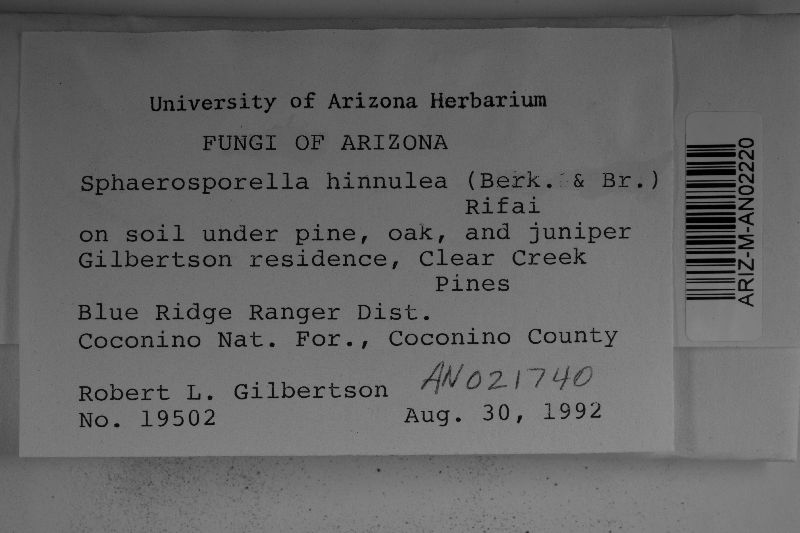 University of Arizona Herbarium
FUNGI OF ARIZONA
Sphaerosporella hinnulea (Berk. & Br.)
Rifai
on soil under pine, oak, and juniper
Gilbertson residence, Clear Creek
Pines
Blue Ridge Ranger Dist.
Coconino Nat. For., Coconino County
Robert L. Gilbertson
AN021740
No. 19502
Aug. 30, 1992
ARIZ-M-AN02220